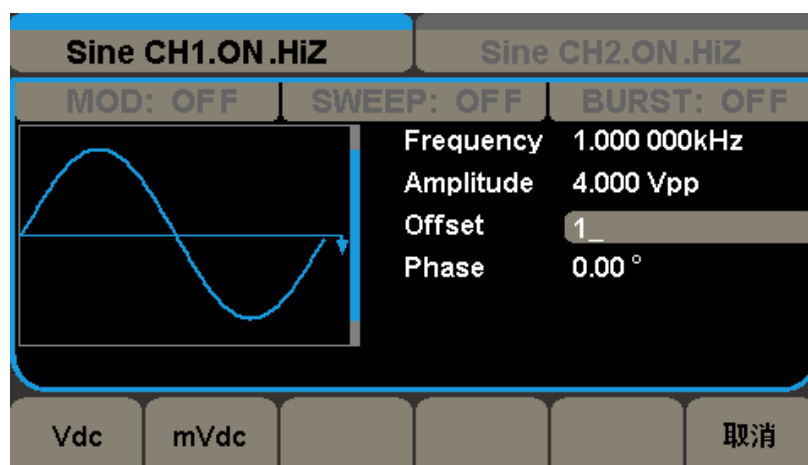 Sine CH1.ON.HiZ Sine CH2.ON.HiZ
MOD: OFF SWEEP: OFF BURST: OFF
Frequency 1.000 000kHz
Amplitude 4.000 Vpp
Offset 1_
Phase 0.00 °
Vdc mVdc 取消